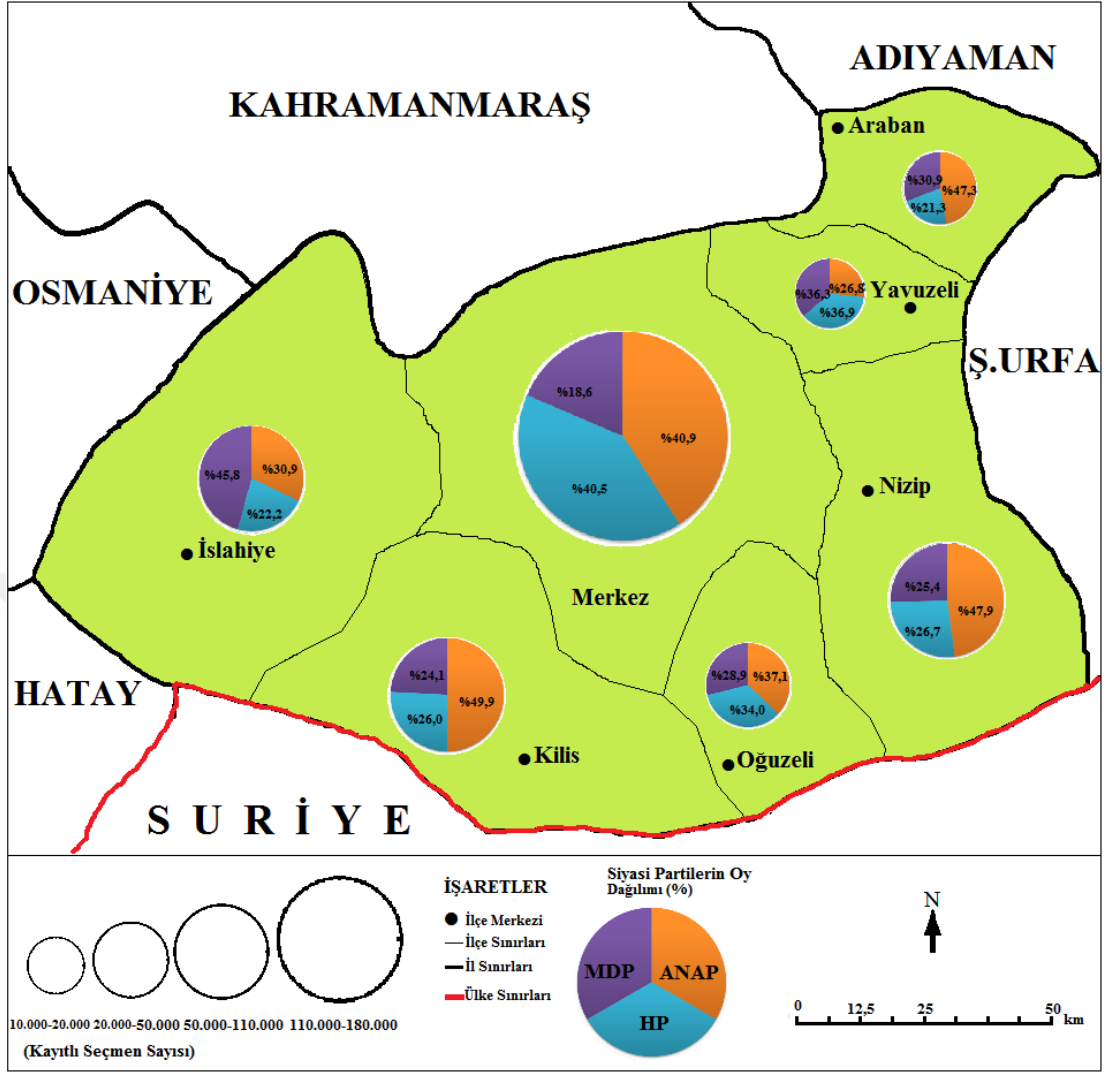 ADIYAMAN
KAHRAMANMARAŞ
Araban
%30,9
%47,3
%21,3
OSMANİYE
%36,3
%26,8
%36,9
Yavuzeli
Ş.URFA
%18,6
%40,9
%40,5
%45,8
%30,9
%22,2
İslahiye
Nizip
%25,4
%47,9
%26,7
Merkez
HATAY
%24,1
%49,9
%26,0
Kilis
%28,9
%37,1
%34,0
Oğuzeli
SURİYE
10.000-20.000 20.000-50.000 50.000-110.000 110.000-180.000
(Kayıtlı Seçmen Sayısı)
İŞARETLER
İlçe Merkezi
İlçe Sınırları
İl Sınırları
Ülke Sınırları
Siyasi Partilerin Oy
Dağılımı (%)
MDP
ANAP
HP
N
0 12,5 25 50
km